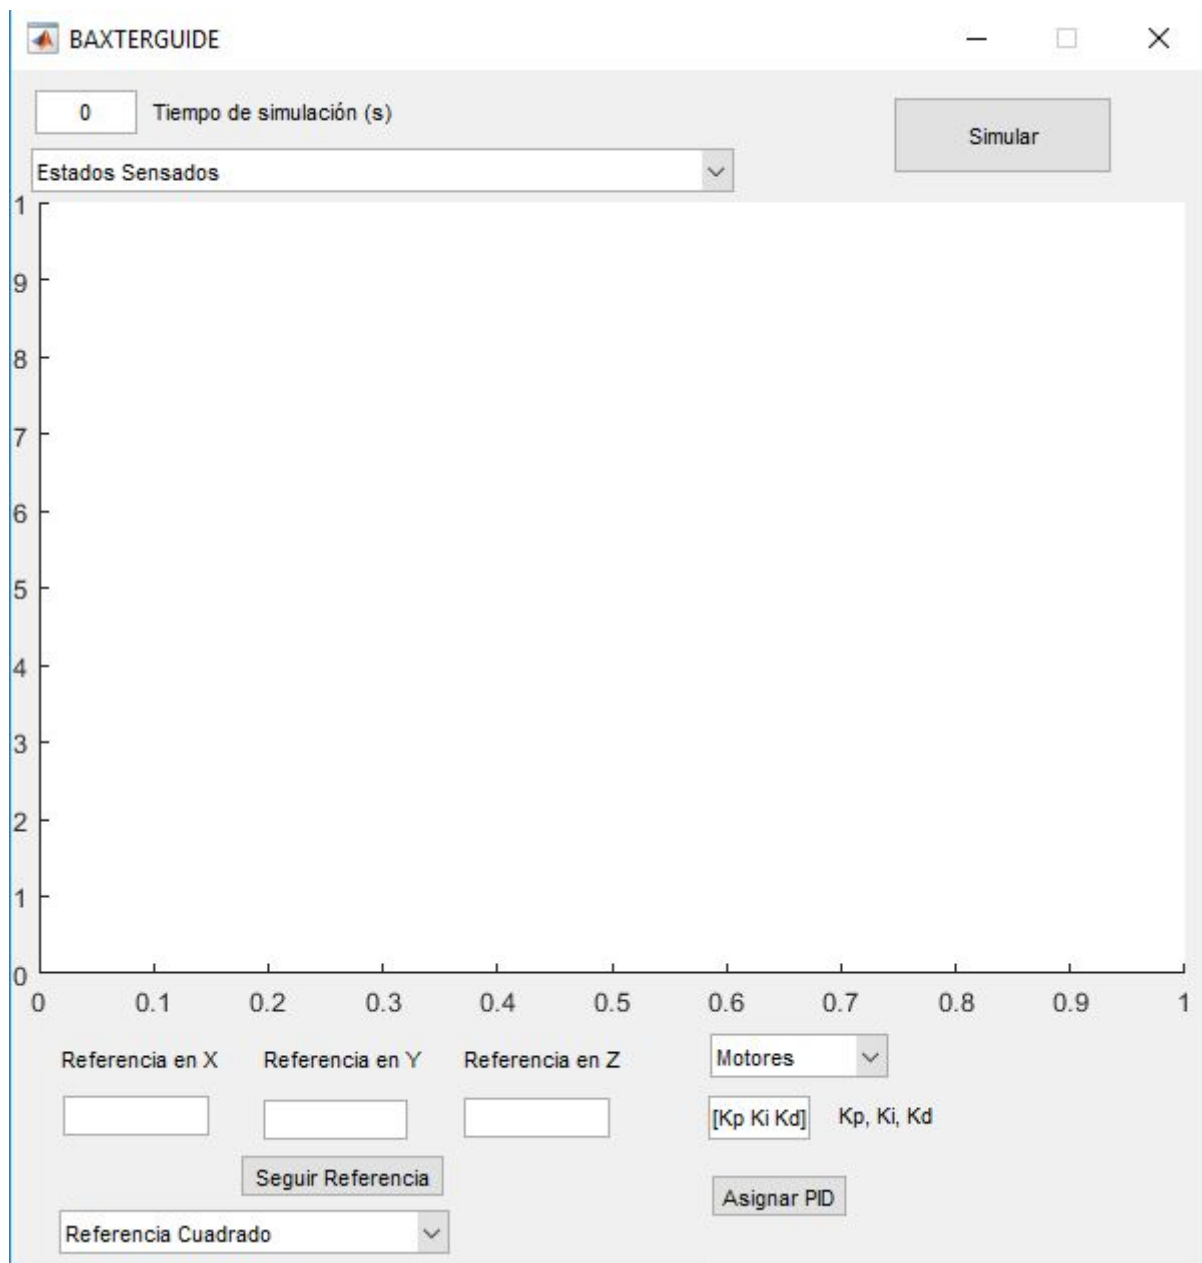 BAXTERGUIDE
0 Tiempo de simulación (s)
Simular
Estados Sensados
1
9
8
7
6
5
4
3
2
1
0
0 0.1 0.2 0.3 0.4 0.5 0.6 0.7 0.8 0.9 1
Referencia en X Referencia en Y Referencia en Z Motores
[Kp Ki Kd] Kp, Ki, Kd
Seguir Referencia
Asignar PID
Referencia Cuadrado